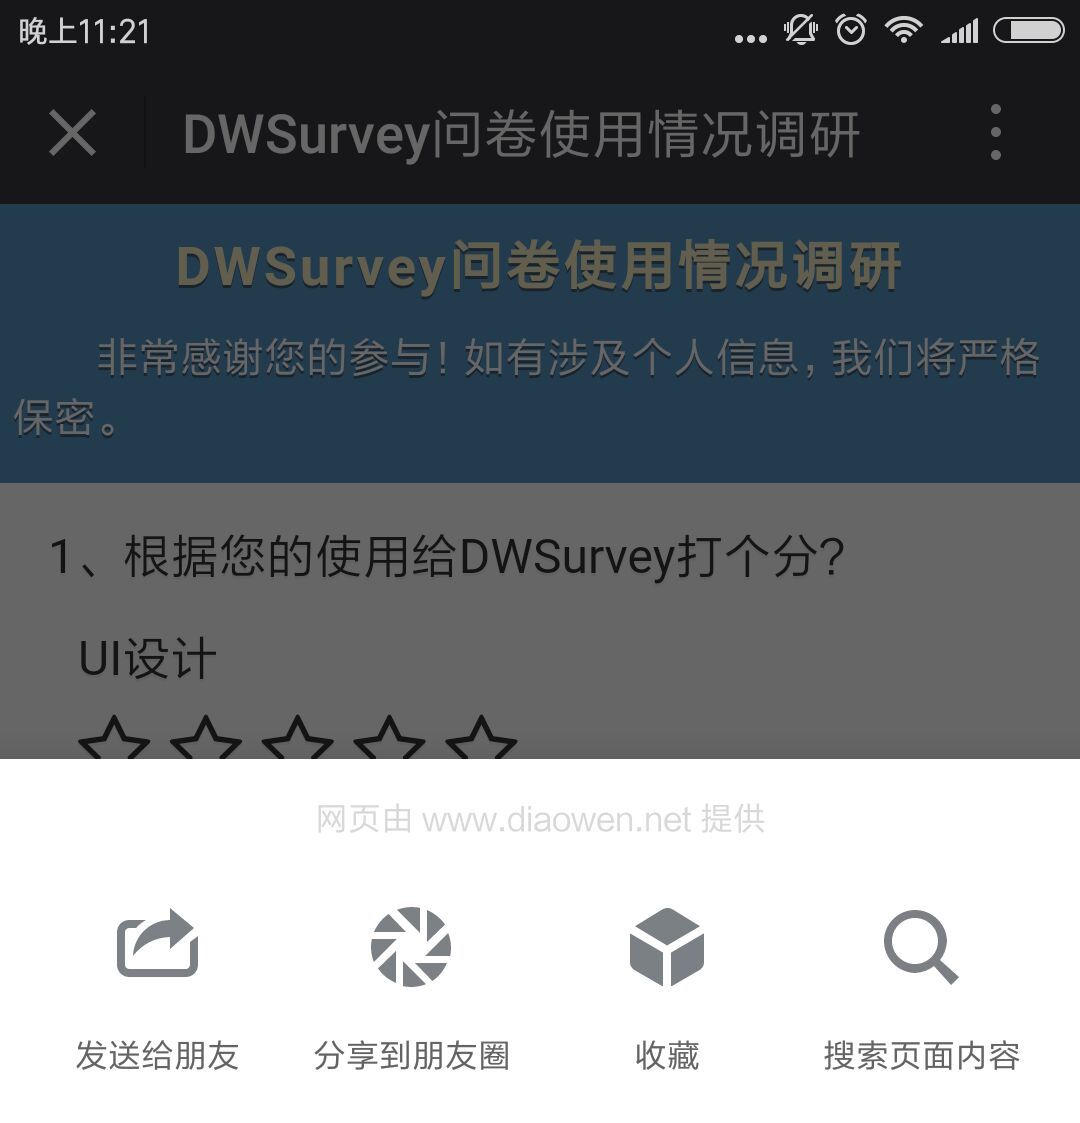 晚上11:21
DWSurvey问卷使用情况调研
DWSurvey问卷使用情况调研
非常感谢您的参与！如有涉及个人信息，我们将严格
保密。
1、根据您的使用给DWSurvey打个分？
UI设计
网页由 www.diaowen.net 提供
发送给朋友
分享到朋友圈
收藏
搜索页面内容